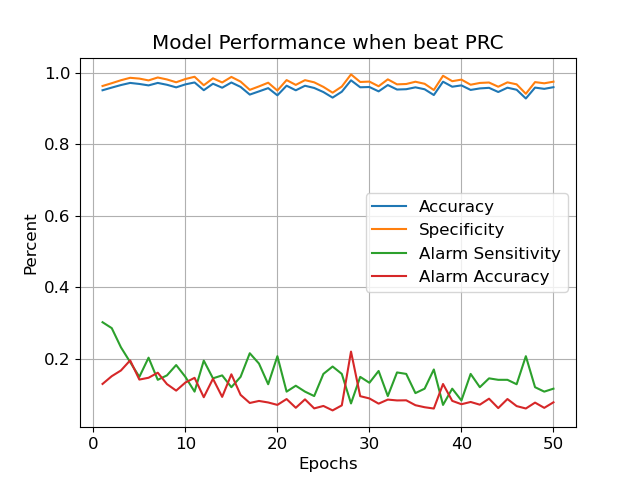 Model Performance when beat PRC
1.0
0.8
0.6
0.4
0.2
Percent
Accuracy
Specificity
Alarm Sensitivity
Alarm Accuracy
0 10 20 30 40 50
Epochs